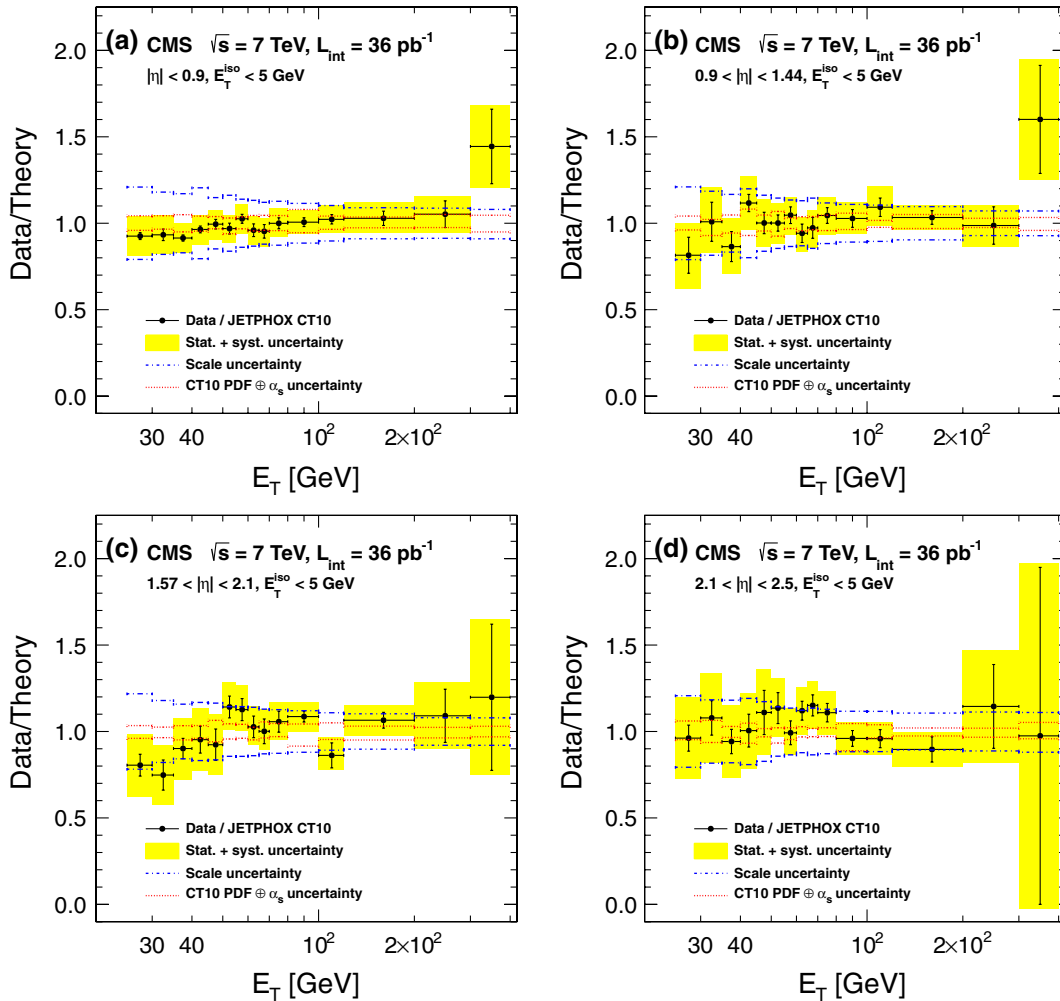 (a) CMS √s = 7 TeV, L_int = 36 pb⁻¹
|η| < 0.9, E_T^iso < 5 GeV
Data/Theory
2.0
1.5
1.0
0.5
0.0
Data / JETPHOX CT10
Stat. + syst. uncertainty
Scale uncertainty
CT10 PDF ⊕ α_s uncertainty
30 40 10² 2×10²
E_T [GeV]
(b) CMS √s = 7 TeV, L_int = 36 pb⁻¹
0.9 < |η| < 1.44, E_T^iso < 5 GeV
Data/Theory
2.0
1.5
1.0
0.5
0.0
Data / JETPHOX CT10
Stat. + syst. uncertainty
Scale uncertainty
CT10 PDF ⊕ α_s uncertainty
30 40 10² 2×10²
E_T [GeV]
(c) CMS √s = 7 TeV, L_int = 36 pb⁻¹
1.57 < |η| < 2.1, E_T^iso < 5 GeV
Data/Theory
2.0
1.5
1.0
0.5
0.0
Data / JETPHOX CT10
Stat. + syst. uncertainty
Scale uncertainty
CT10 PDF ⊕ α_s uncertainty
30 40 10² 2×10²
E_T [GeV]
(d) CMS √s = 7 TeV, L_int = 36 pb⁻¹
2.1 < |η| < 2.5, E_T^iso < 5 GeV
Data/Theory
2.0
1.5
1.0
0.5
0.0
Data / JETPHOX CT10
Stat. + syst. uncertainty
Scale uncertainty
CT10 PDF ⊕ α_s uncertainty
30 40 10² 2×10²
E_T [GeV]